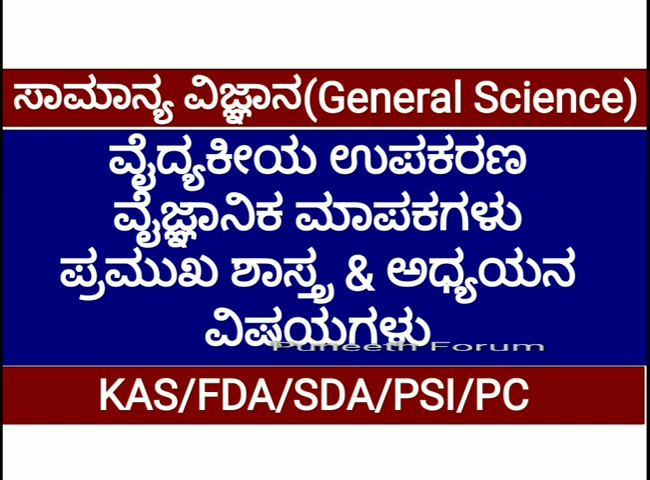 ಸಾಮಾನ್ಯ ವಿಜ್ಞಾನ(General Science)
ವೈದ್ಯಕೀಯ ಉಪಕರಣ
ವೈಜ್ಞಾನಿಕ ಮಾಪಕಗಳು
ಪ್ರಮುಖ ಶಾಸ್ತ್ರ & ಅಧ್ಯಯನ
ವಿಷಯಗಳು
Puneeth Forum
KAS/FDA/SDA/PSI/PC